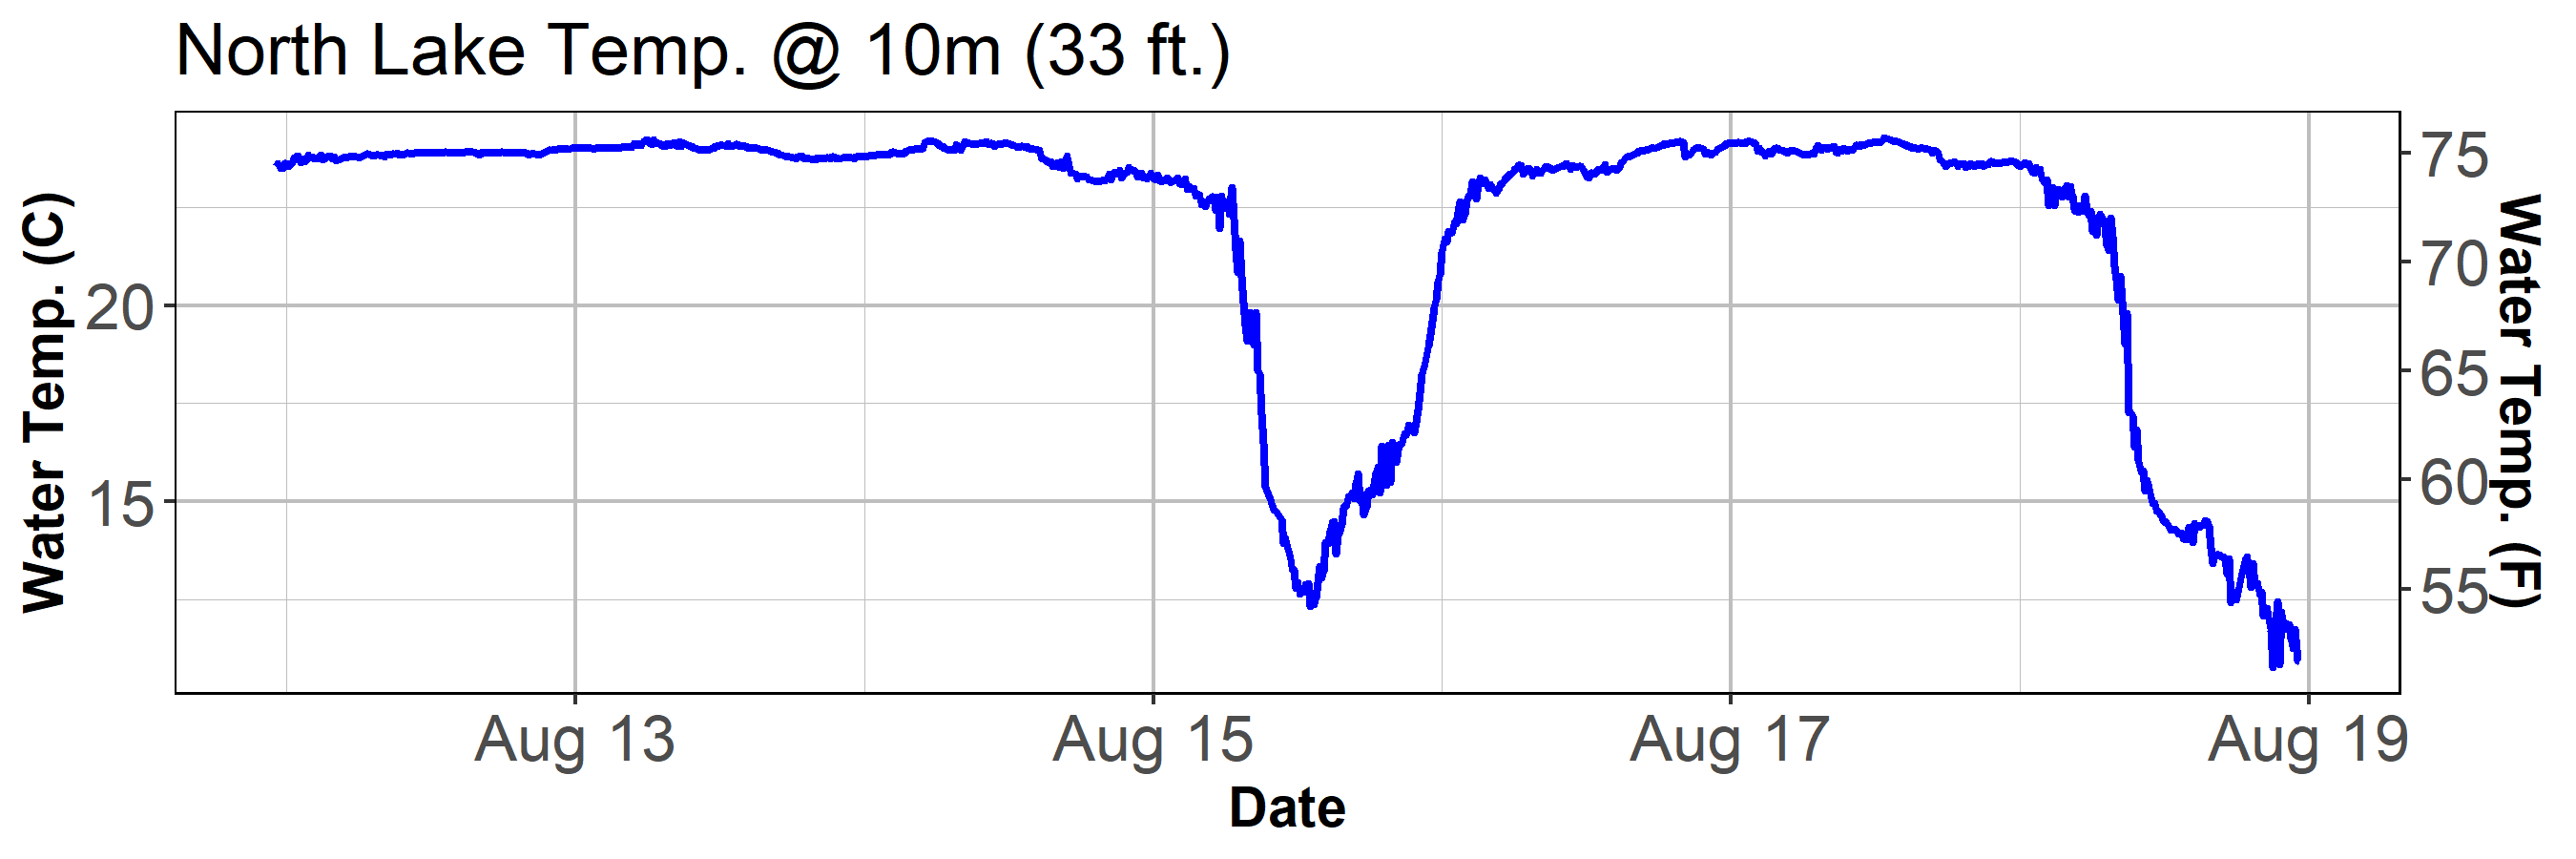 North Lake Temp. @ 10m (33 ft.)
Water Temp. (C)
20
15
75
70
65
60
55
Water Temp. (F)
Aug 13 Aug 15 Aug 17 Aug 19
Date